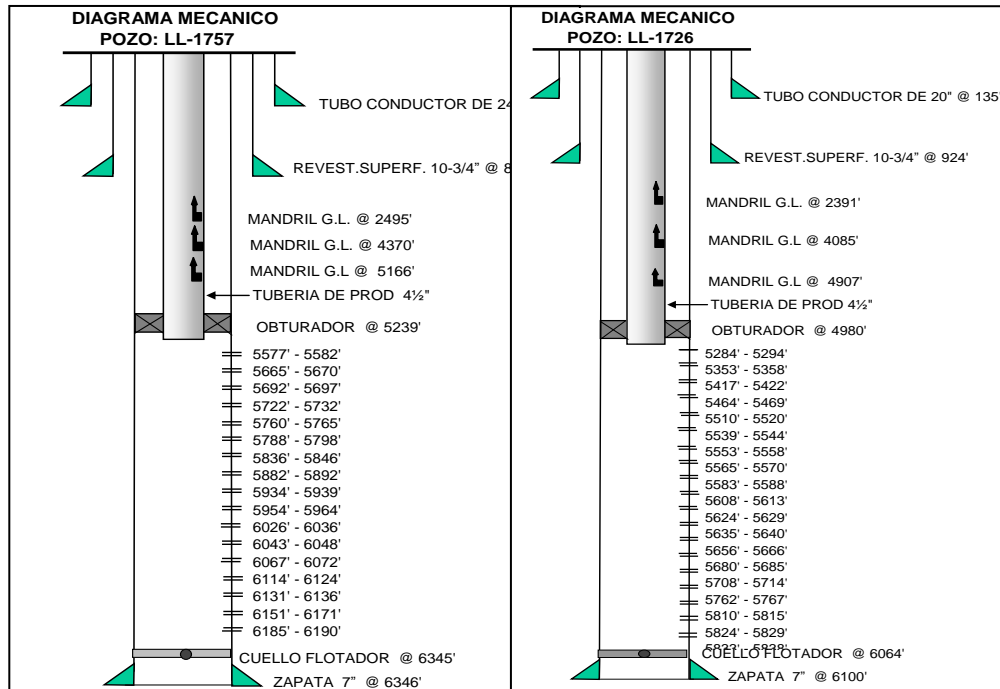 DIAGRAMA MECANICO
POZO: LL-1757
TUBO CONDUCTOR DE 24
REVEST.SUPERF. 10-3/4" @ 8
MANDRIL G.L. @ 2495'
MANDRIL G.L. @ 4370'
MANDRIL G.L @ 5166'
TUBERIA DE PROD 4½"
OBTURADOR @ 5239'
5577' - 5582'
5665' - 5670'
5692' - 5697'
5722' - 5732'
5760' - 5765'
5788' - 5798'
5836' - 5846'
5882' - 5892'
5934' - 5939'
5954' - 5964'
6026' - 6036'
6043' - 6048'
6067' - 6072'
6114' - 6124'
6131' - 6136'
6151' - 6171'
6185' - 6190'
CUELLO FLOTADOR @ 6345'
ZAPATA 7" @ 6346'
DIAGRAMA MECANICO
POZO: LL-1726
TUBO CONDUCTOR DE 20" @ 135'
REVEST.SUPERF. 10-3/4" @ 924'
MANDRIL G.L. @ 2391'
MANDRIL G.L @ 4085'
MANDRIL G.L @ 4907'
TUBERIA DE PROD 4½"
OBTURADOR @ 4980'
5284' - 5294'
5353' - 5358'
5417' - 5422'
5464' - 5469'
5510' - 5520'
5539' - 5544'
5553' - 5558'
5565' - 5570'
5583' - 5588'
5608' - 5613'
5624' - 5629'
5635' - 5640'
5656' - 5666'
5680' - 5685'
5708' - 5714'
5762' - 5767'
5810' - 5815'
5824' - 5829'
CUELLO FLOTADOR @ 6064'
ZAPATA 7" @ 6100'